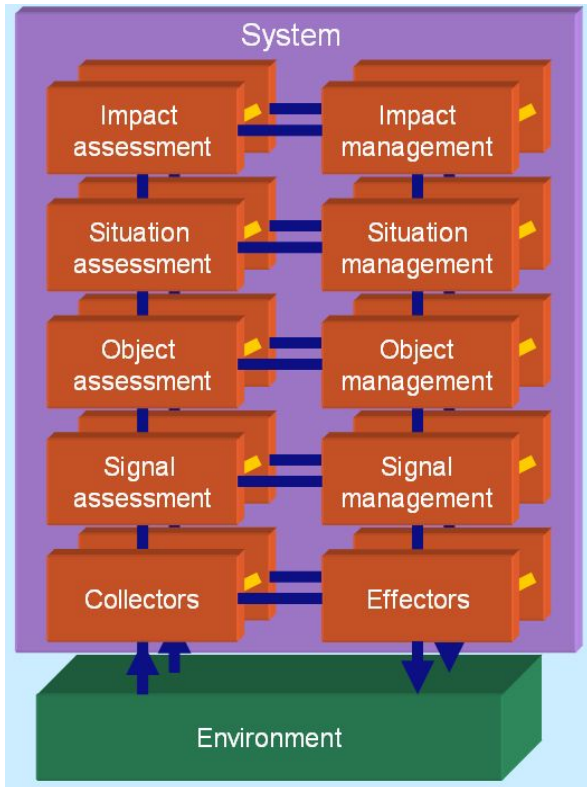 System
Impact
assessment
Impact
management
Situation
assessment
Situation
management
Object
assessment
Object
management
Signal
assessment
Signal
management
Collectors
Effectors
Environment